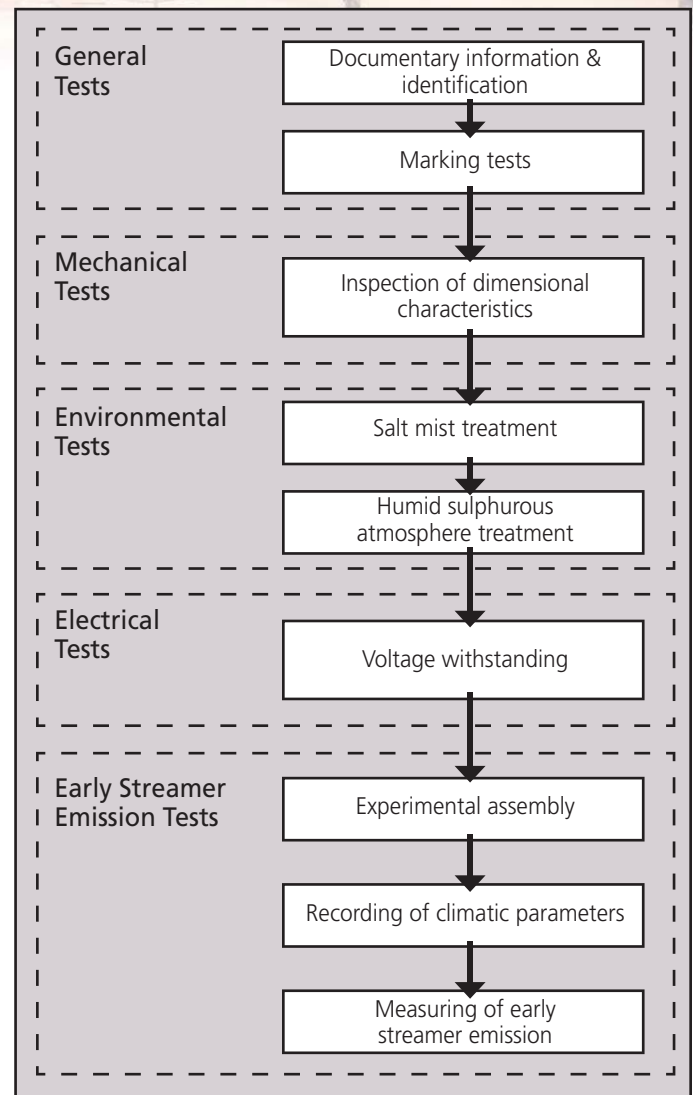 General
Tests
Documentary information &
identification
Marking tests
Mechanical
Tests
Inspection of dimensional
characteristics
Environmental
Tests
Salt mist treatment
Humid sulphurous
atmosphere treatment
Electrical
Tests
Voltage withstanding
Early Streamer
Emission Tests
Experimental assembly
Recording of climatic parameters
Measuring of early
streamer emission